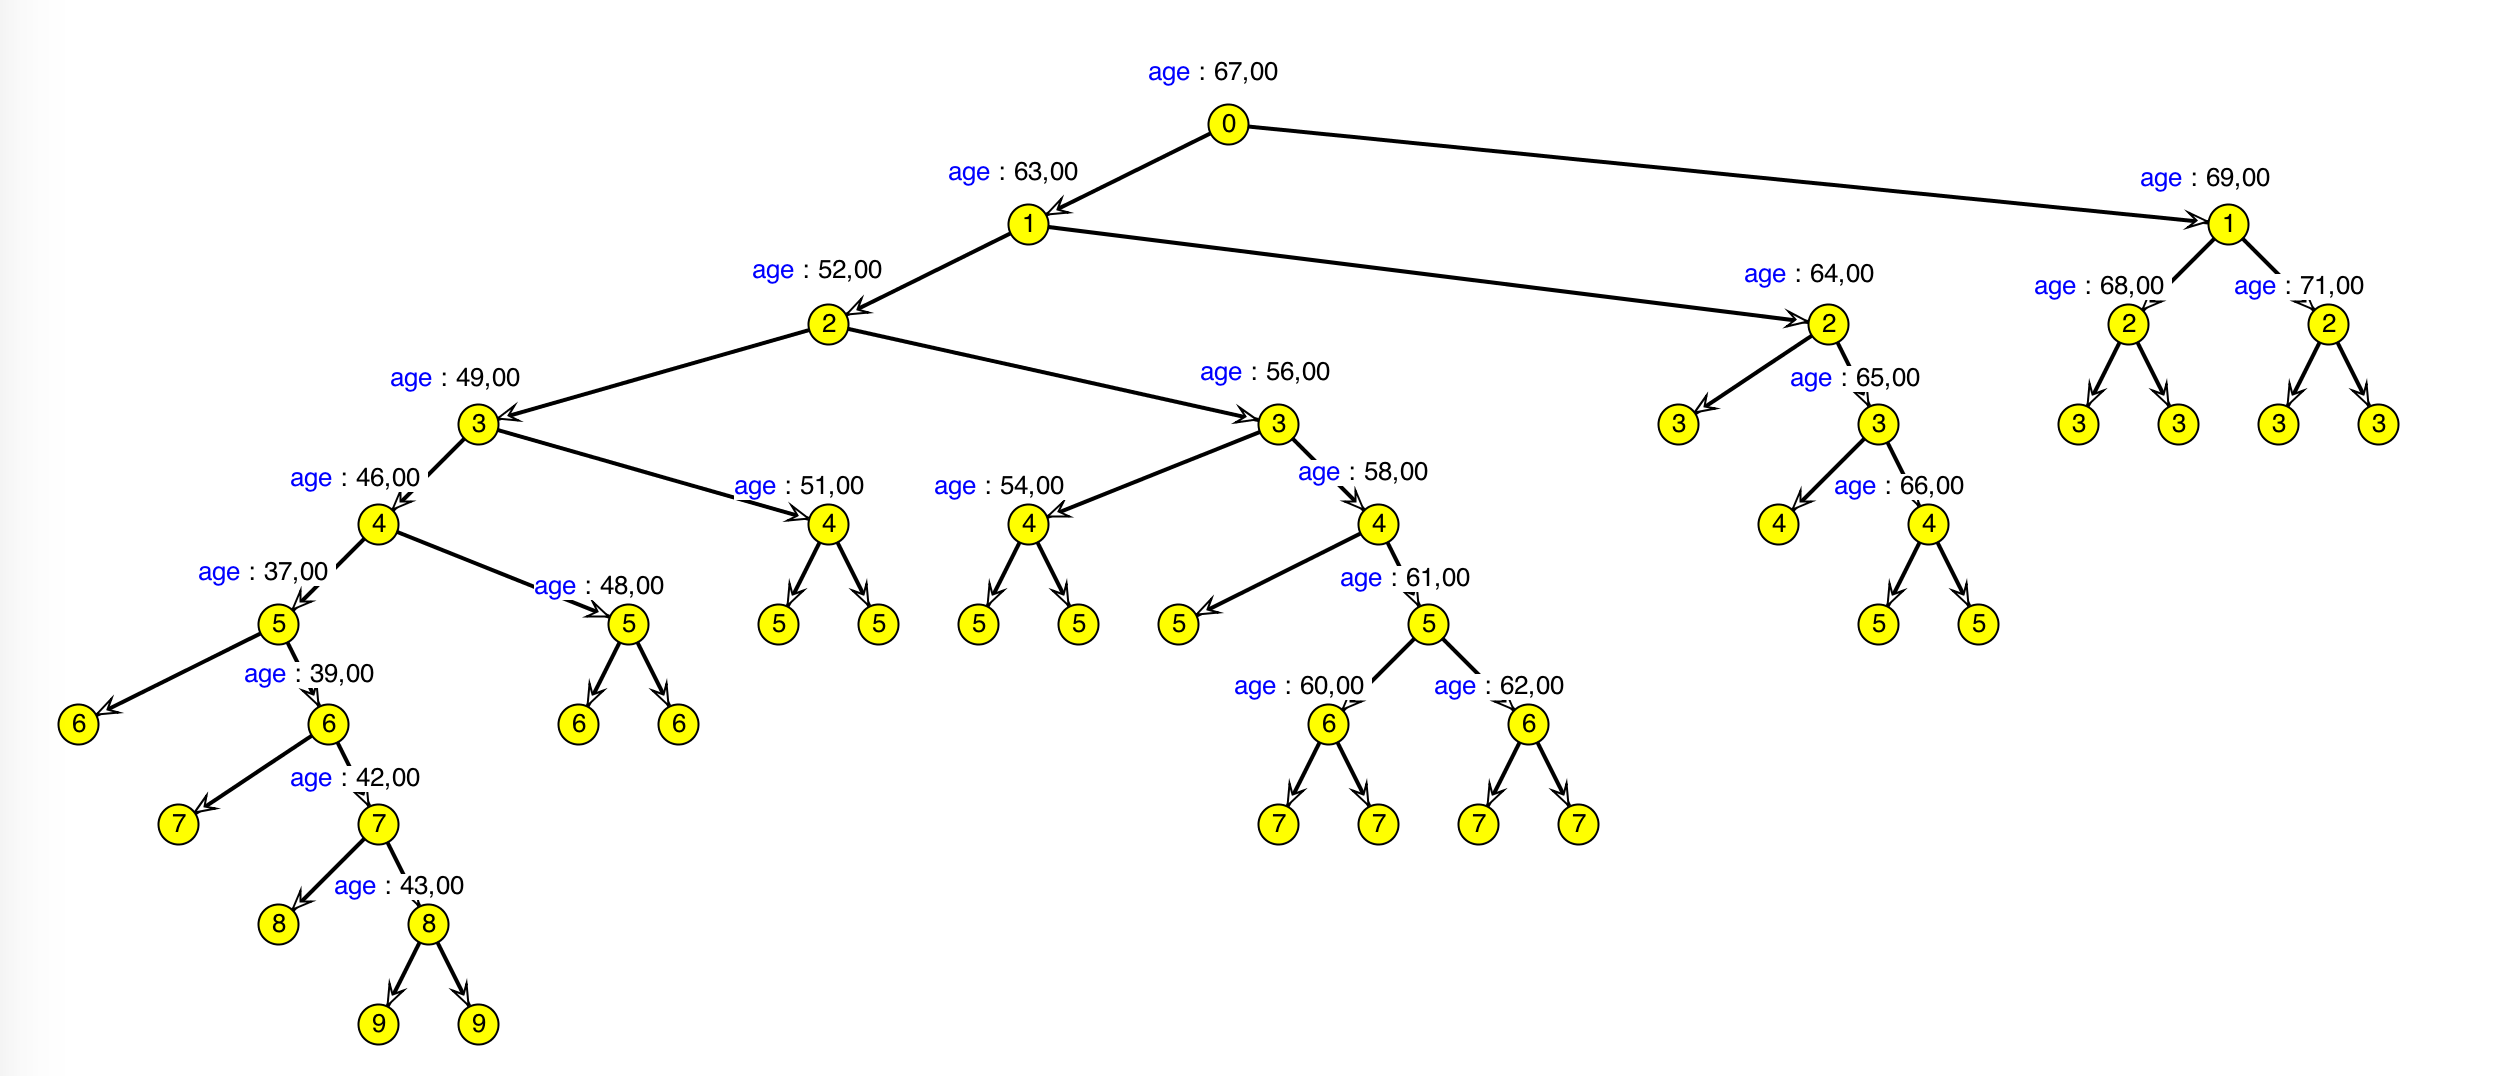 age : 67,00
0
age : 63,00
age : 69,00
1
1
age : 52,00
age : 64,00
age : 68,00
age : 71,00
2
2
2
2
age : 49,00
age : 56,00
age : 65,00
3
3
3
3
3
3
3
3
age : 46,00
age : 51,00
age : 54,00
age : 58,00
age : 66,00
4
4
4
4
4
4
age : 37,00
age : 48,00
age : 61,00
5
5
5
5
5
5
5
5
5
5
age : 39,00
age : 60,00
age : 62,00
6
6
6
6
6
6
age : 42,00
7
7
7
7
7
7
age : 43,00
8
8
9
9